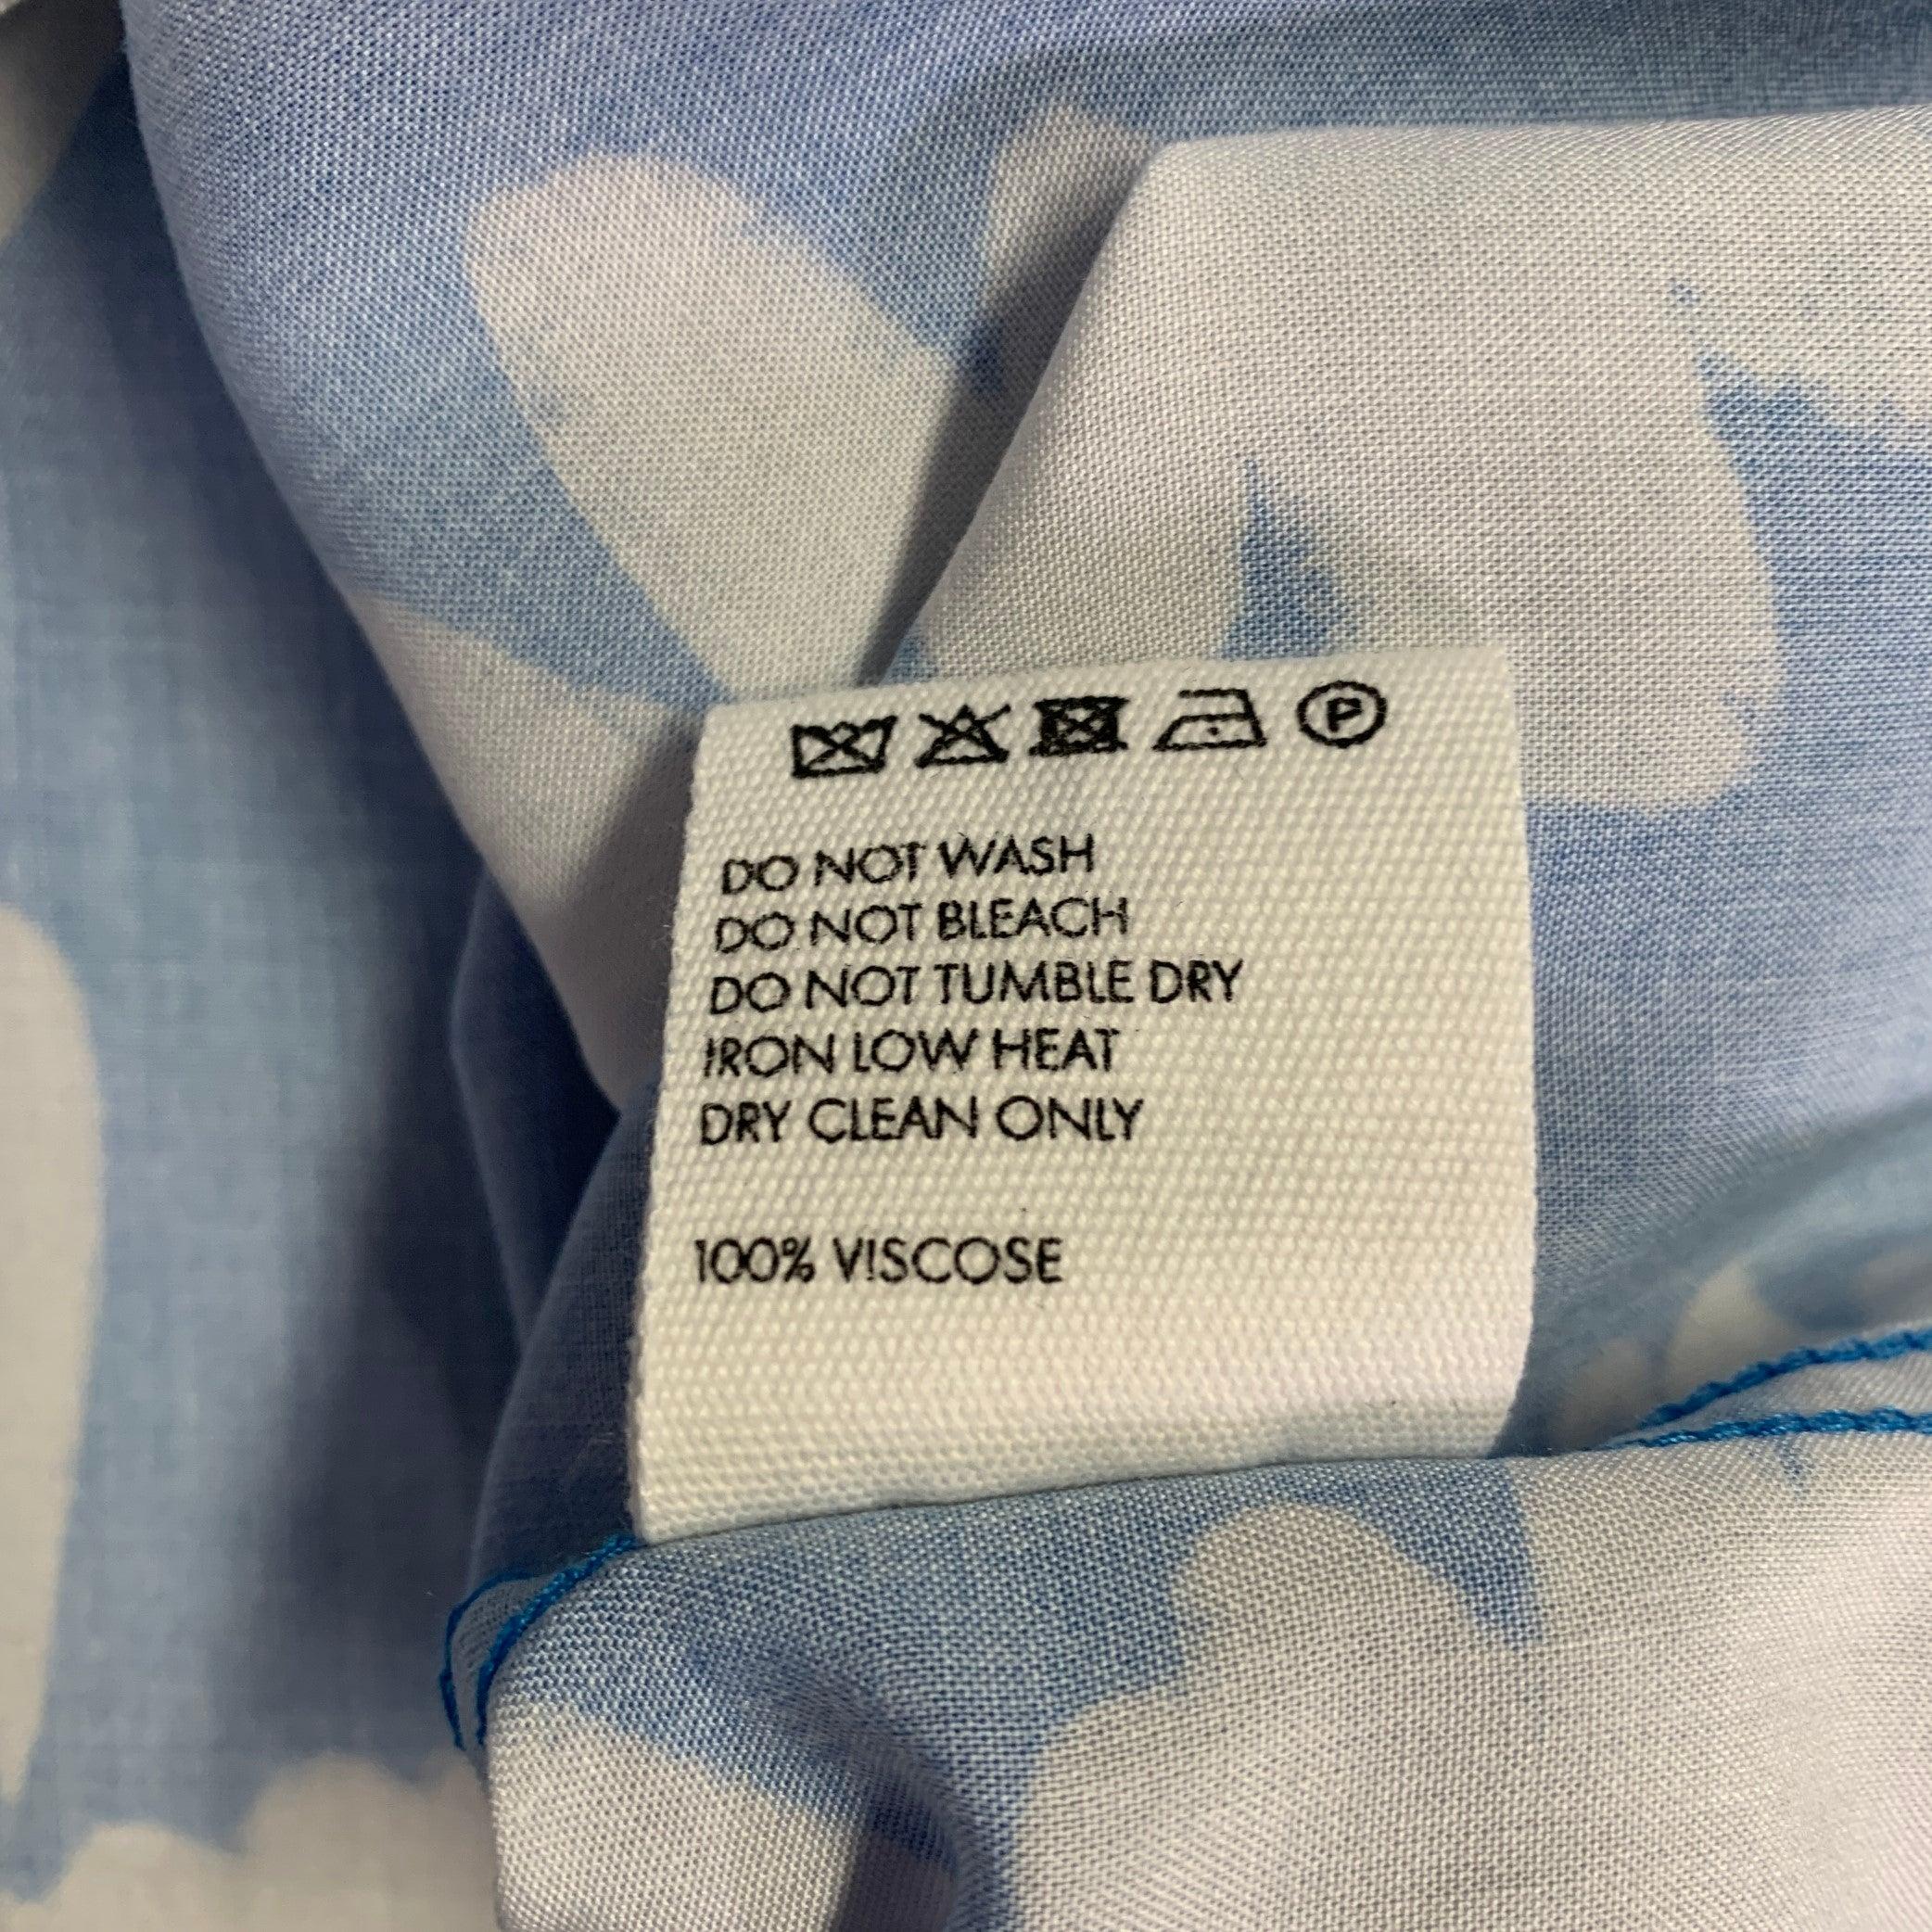 P
DO NOT WASH
DO NOT BLEACH
DO NOT TUMBLE DRY
IRON LOW HEAT
DRY CLEAN ONLY
100% VISCOSE